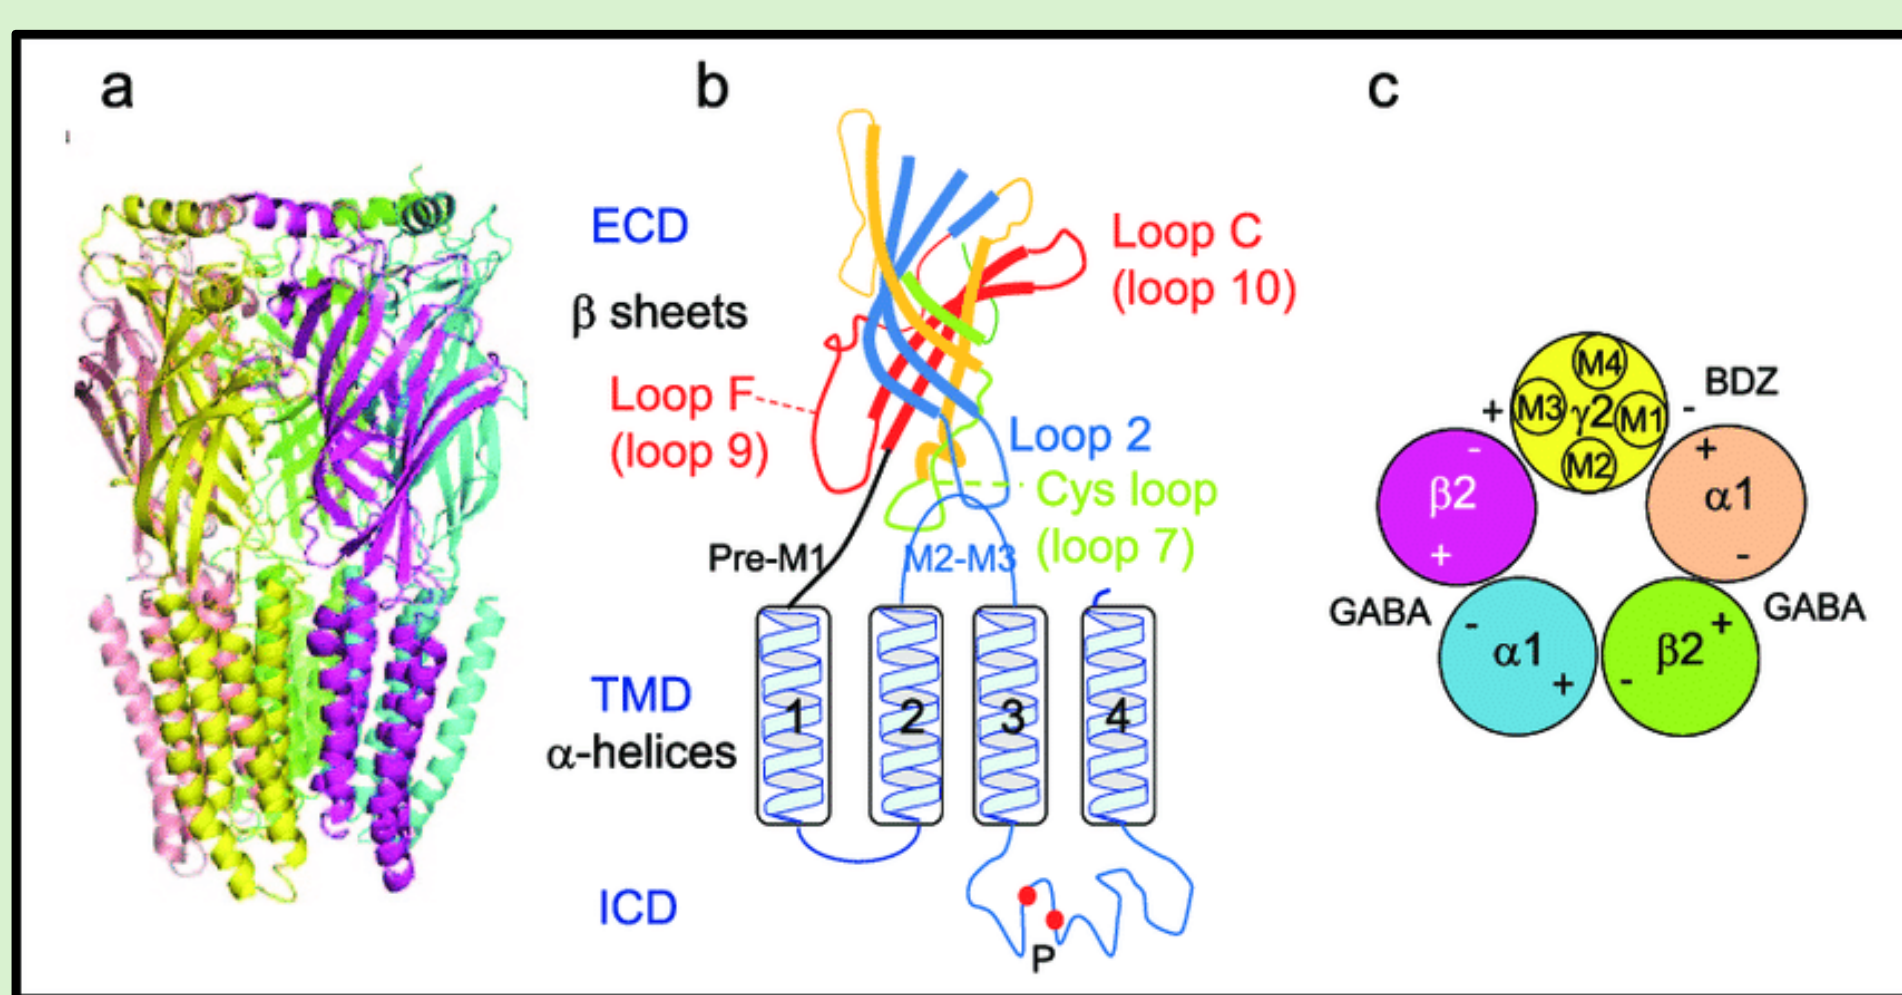 a
b
c
ECD
β sheets
Loop C
(loop 10)
Loop F
(loop 9)
Loop 2
Cys loop
(loop 7)
Pre-M1
M2-M3
TMD
α-helices
1
2
3
4
ICD
P
M4
M3
γ2
M1
M2
+
-
BDZ
-
β2
+
+
α1
-
GABA
GABA
-
α1
+
+
β2
-